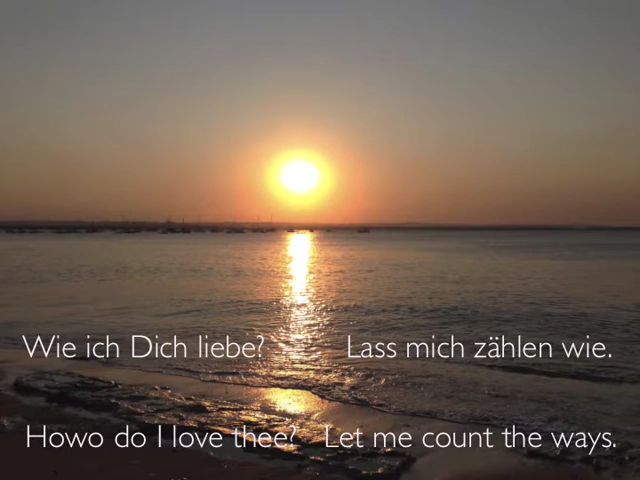 Wie ich Dich liebe? Lass mich zählen wie.
Howo do I love thee? Let me count the ways.